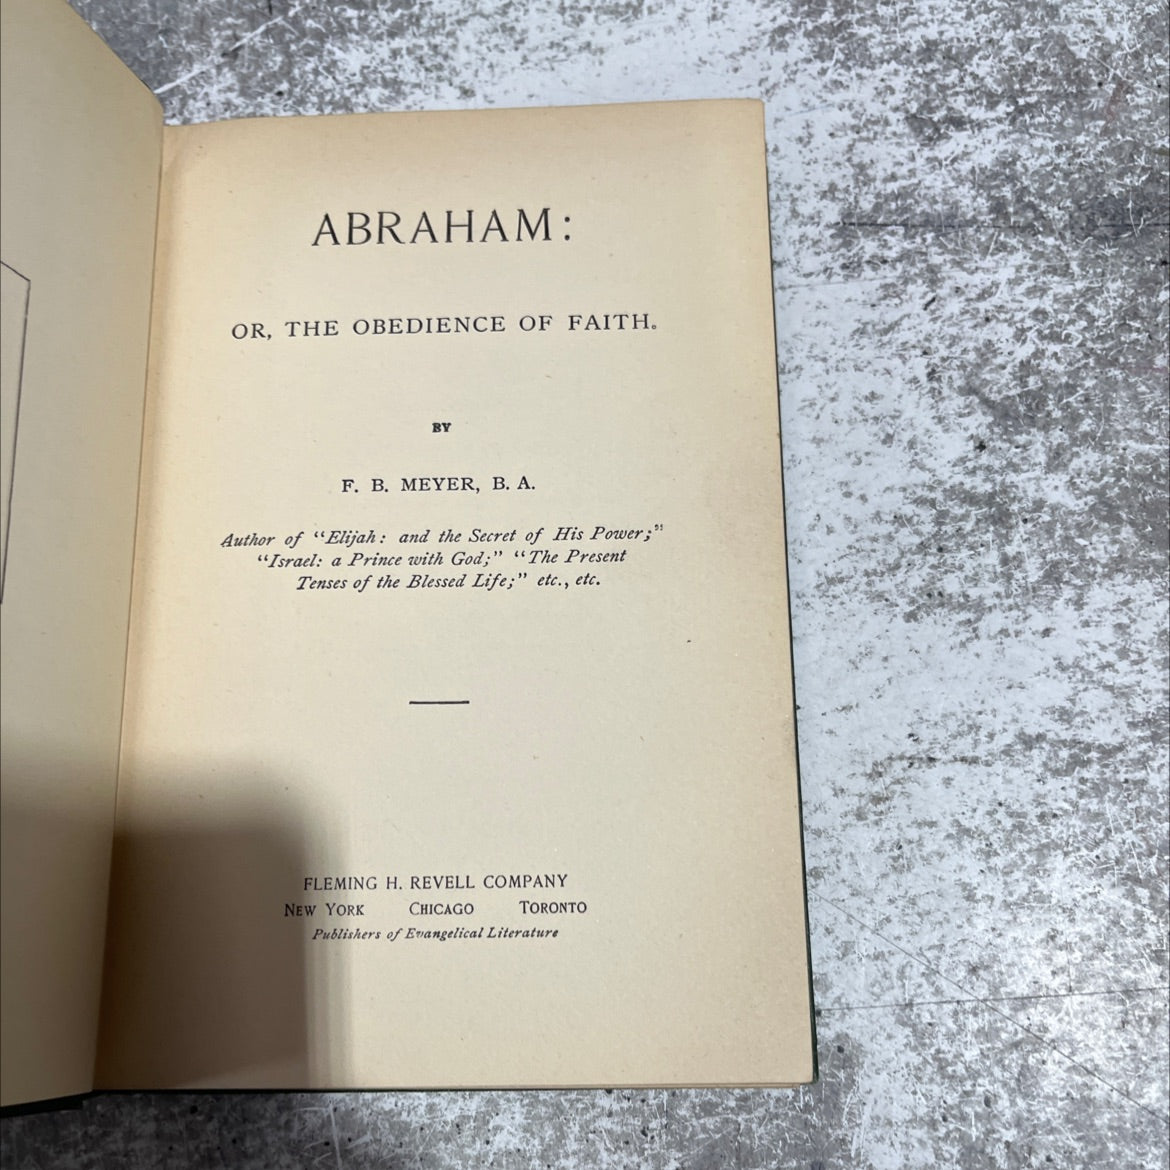 ABRAHAM:
OR, THE OBEDIENCE OF FAITH.
BY
F. B. MEYER, B. A.
Author of “Elijah: and the Secret of His Power;”
“Israel: a Prince with God;” “The Present
Tenses of the Blessed Life;” etc., etc.
FLEMING H. REVELL COMPANY
NEW YORK CHICAGO TORONTO
Publishers of Evangelical Literature